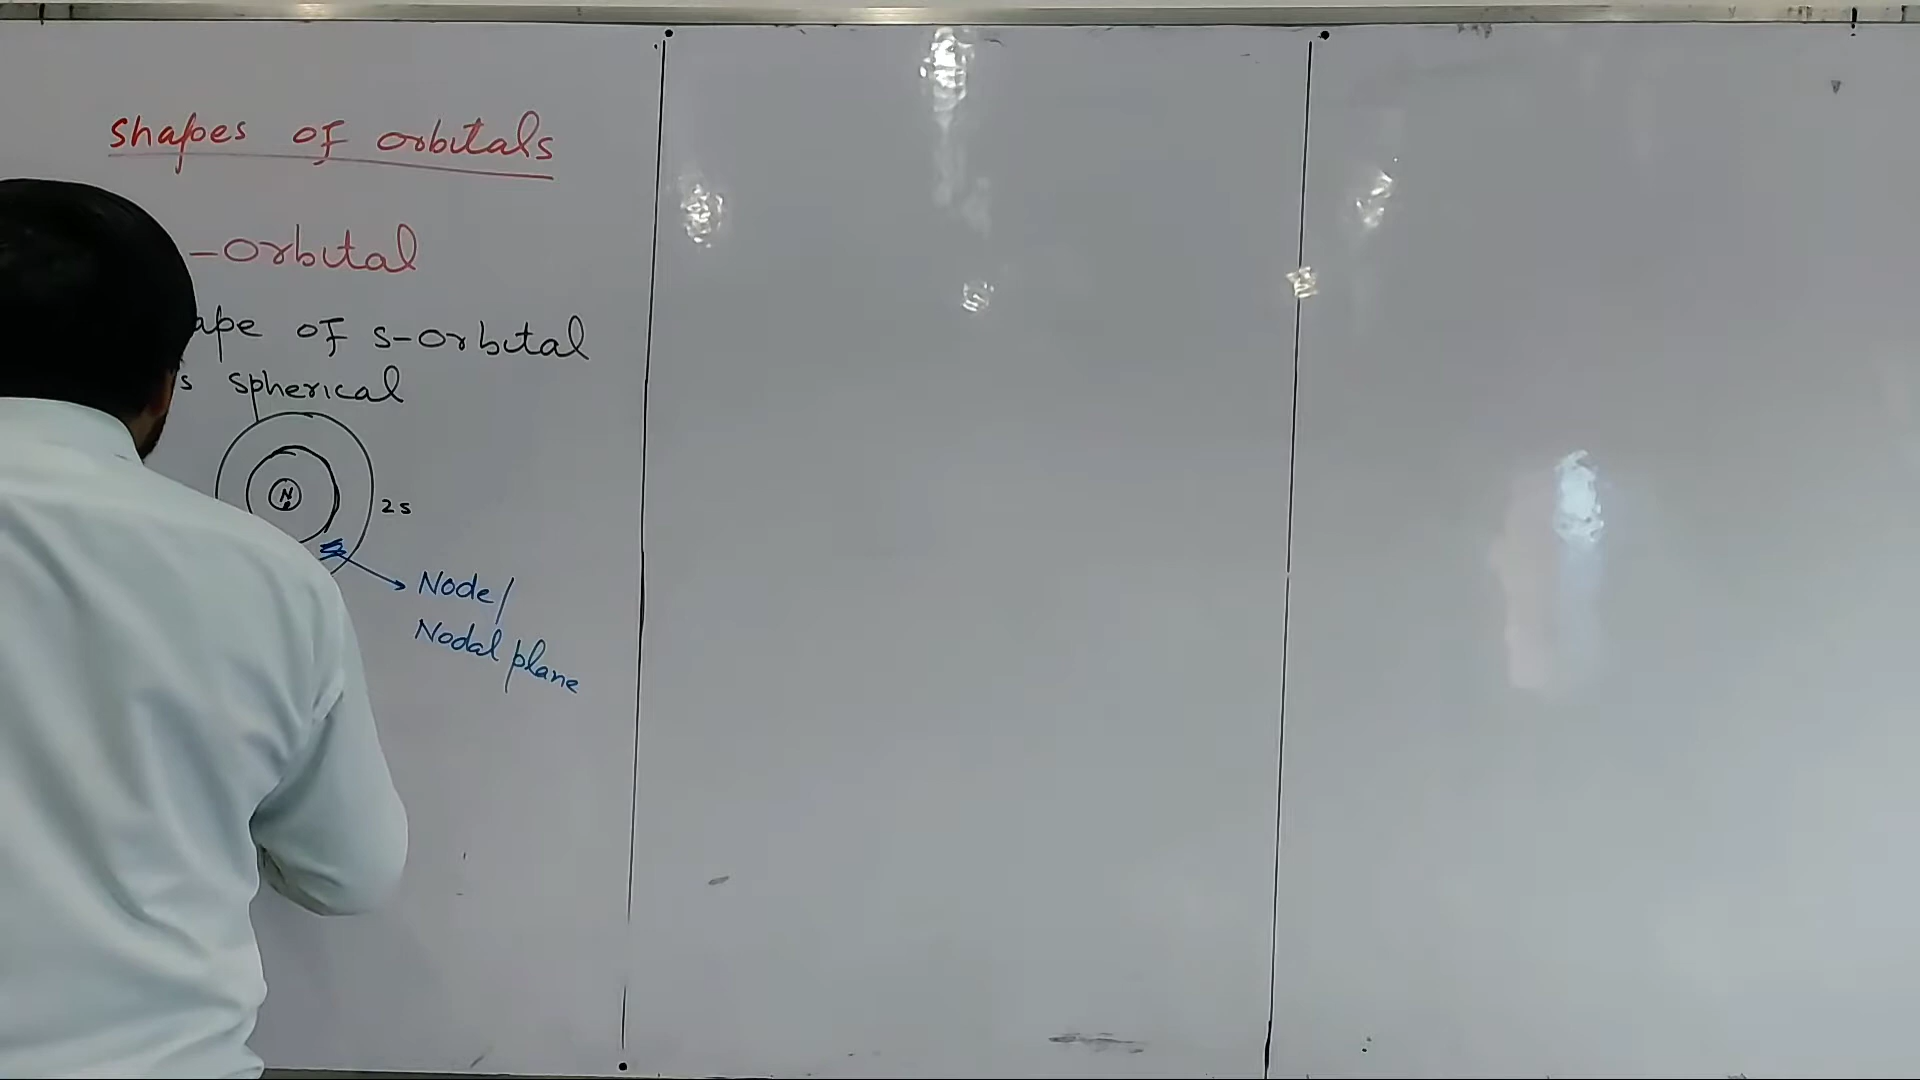 Shapes of orbitals
-Orbital
ape of s-Orbital
s spherical
N
2s
Node/
Nodal plane